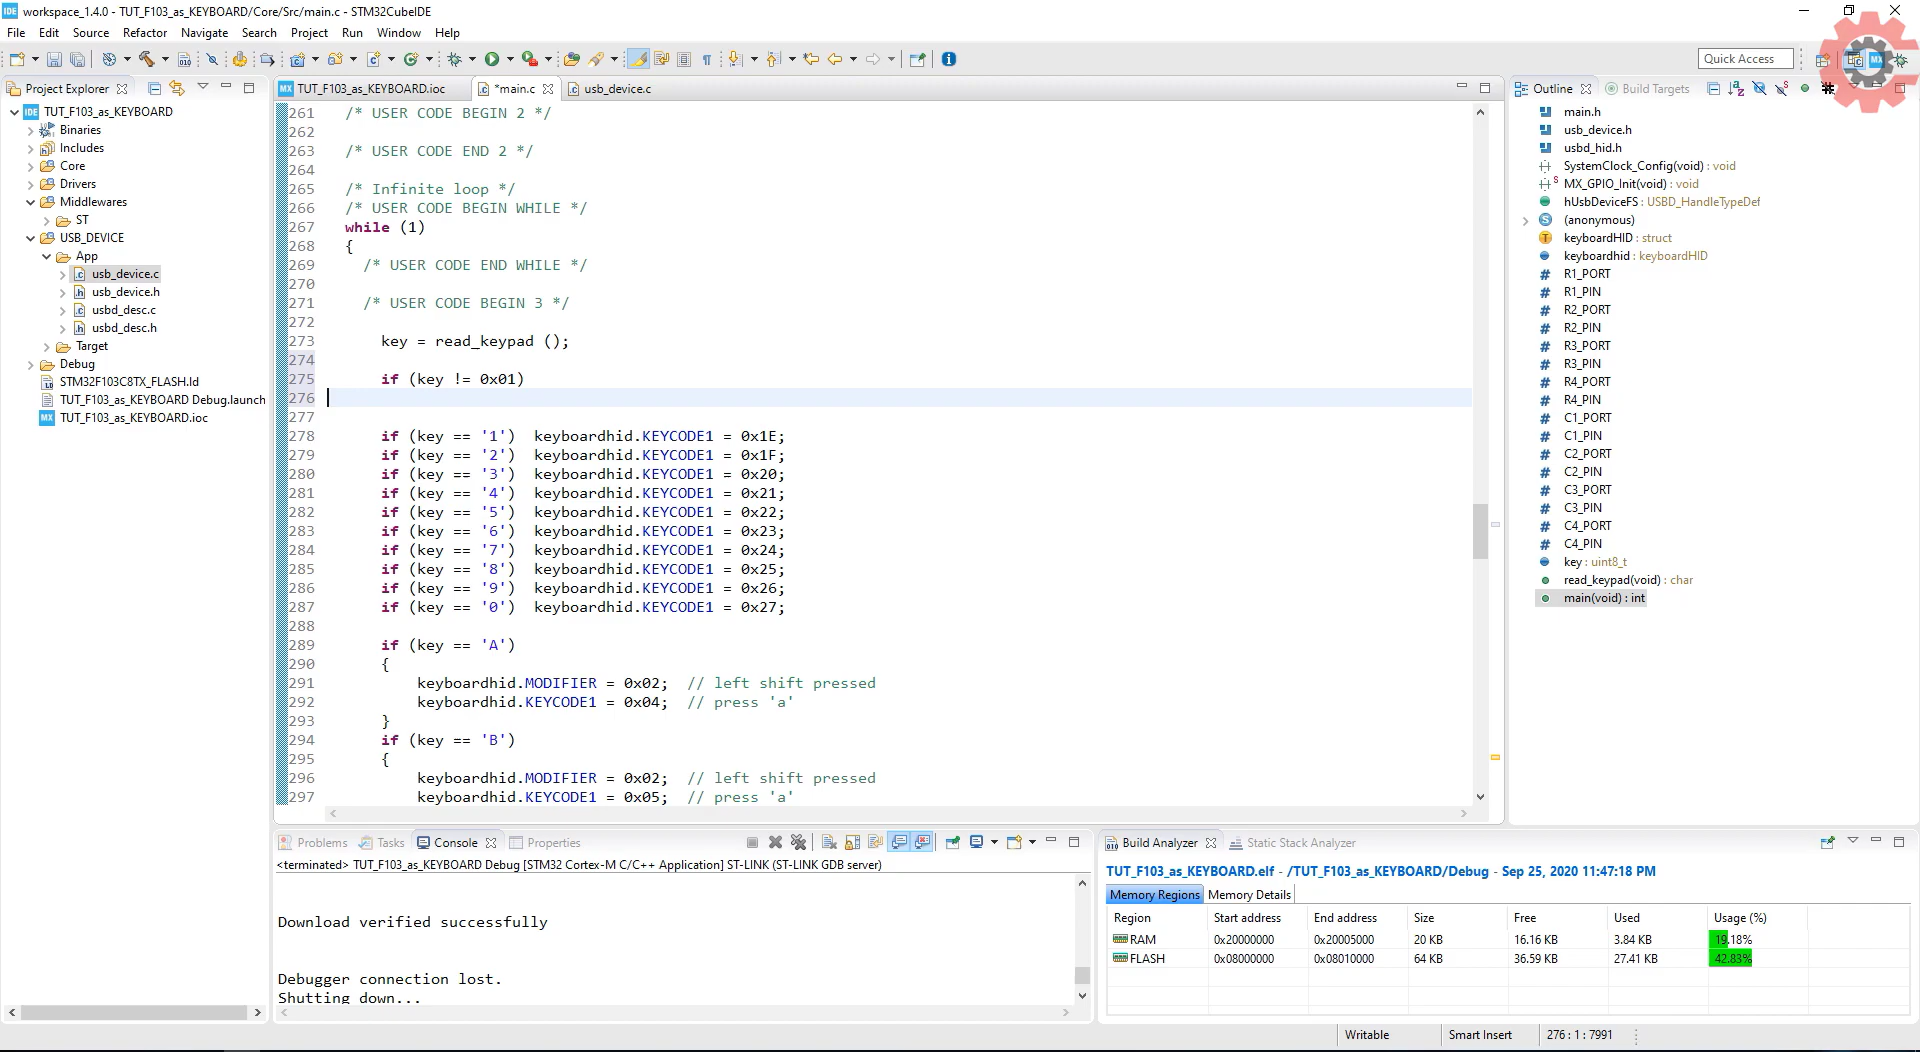 workspace_1.4.0 - TUT_F103_as_KEYBOARD/Core/Src/main.c - STM32CubeIDE
File Edit Source Refactor Navigate Search Project Run Window Help
Quick Access
Project Explorer
TUT_F103_as_KEYBOARD
Binaries
Includes
Core
Drivers
Middlewares
ST
USB_DEVICE
App
usb_device.c
usb_device.h
usbd_desc.c
usbd_desc.h
Target
Debug
STM32F103C8TX_FLASH.ld
TUT_F103_as_KEYBOARD Debug.launch
TUT_F103_as_KEYBOARD.ioc
TUT_F103_as_KEYBOARD.ioc *main.c usb_device.c
261 /* USER CODE BEGIN 2 */
262
263 /* USER CODE END 2 */
264
265 /* Infinite loop */
266 /* USER CODE BEGIN WHILE */
267 while (1)
268 {
269 /* USER CODE END WHILE */
270
271 /* USER CODE BEGIN 3 */
272
273 key = read_keypad ();
274
275 if (key != 0x01)
276
277
278 if (key == '1') keyboardhid.KEYCODE1 = 0x1E;
279 if (key == '2') keyboardhid.KEYCODE1 = 0x1F;
280 if (key == '3') keyboardhid.KEYCODE1 = 0x20;
281 if (key == '4') keyboardhid.KEYCODE1 = 0x21;
282 if (key == '5') keyboardhid.KEYCODE1 = 0x22;
283 if (key == '6') keyboardhid.KEYCODE1 = 0x23;
284 if (key == '7') keyboardhid.KEYCODE1 = 0x24;
285 if (key == '8') keyboardhid.KEYCODE1 = 0x25;
286 if (key == '9') keyboardhid.KEYCODE1 = 0x26;
287 if (key == '0') keyboardhid.KEYCODE1 = 0x27;
288
289 if (key == 'A')
290 {
291 keyboardhid.MODIFIER = 0x02; // left shift pressed
292 keyboardhid.KEYCODE1 = 0x04; // press 'a'
293 }
294 if (key == 'B')
295 {
296 keyboardhid.MODIFIER = 0x02; // left shift pressed
297 keyboardhid.KEYCODE1 = 0x05; // press 'a'
Outline Build Targets
main.h
usb_device.h
usbd_hid.h
SystemClock_Config(void) : void
MX_GPIO_Init(void) : void
hUsbDeviceFS : USBD_HandleTypeDef
(anonymous)
keyboardHID : struct
keyboardhid : keyboardHID
R1_PORT
R1_PIN
R2_PORT
R2_PIN
R3_PORT
R3_PIN
R4_PORT
R4_PIN
C1_PORT
C1_PIN
C2_PORT
C2_PIN
C3_PORT
C3_PIN
C4_PORT
C4_PIN
key : uint8_t
read_keypad(void) : char
main(void) : int
Problems Tasks Console Properties
<terminated> TUT_F103_as_KEYBOARD Debug [STM32 Cortex-M C/C++ Application] ST-LINK (ST-LINK GDB server)
Download verified successfully
Debugger connection lost.
Shutting down...
Build Analyzer Static Stack Analyzer
TUT_F103_as_KEYBOARD.elf - /TUT_F103_as_KEYBOARD/Debug - Sep 25, 2020 11:47:18 PM
Memory Regions Memory Details
Region Start address End address Size Free Used Usage (%)
RAM 0x20000000 0x20005000 20 KB 16.16 KB 3.84 KB 19.18%
FLASH 0x08000000 0x08010000 64 KB 36.59 KB 27.41 KB 42.83%
Writable Smart Insert 276 : 1 : 7991